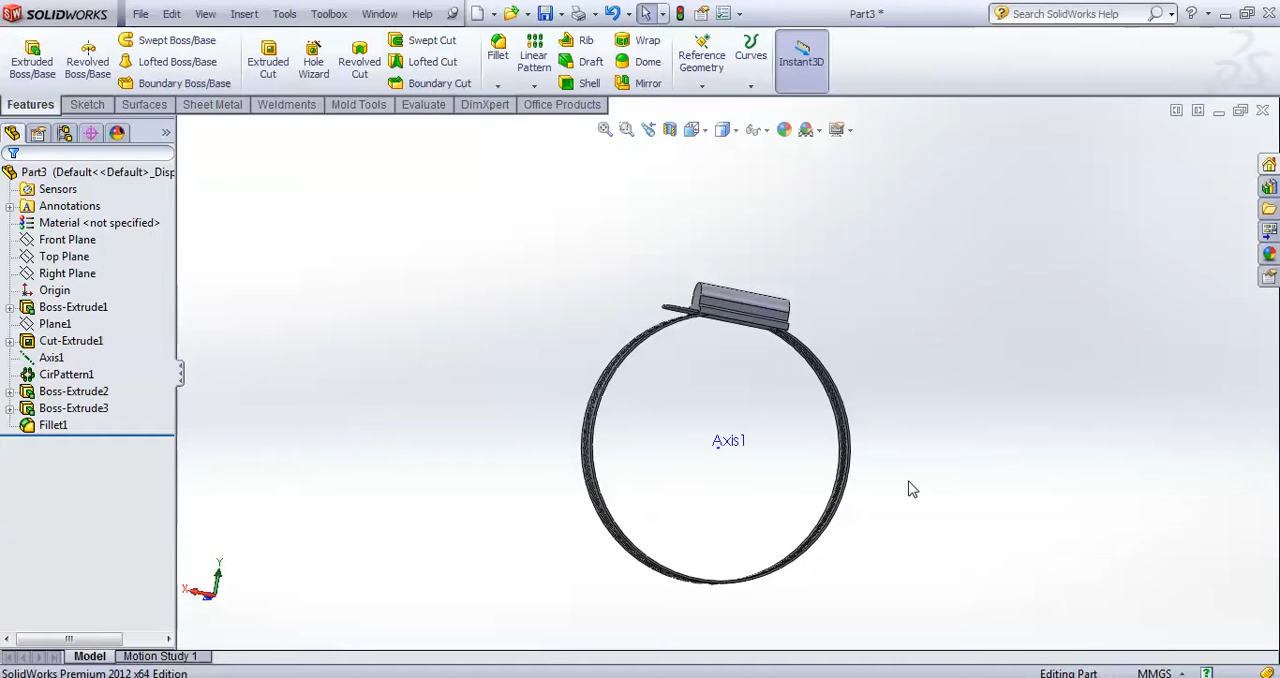 SOLIDWORKS File Edit View Insert Tools Toolbox Window Help Part3 * Search SolidWorks Help
Extruded Boss/Base Revolved Boss/Base Swept Boss/Base Extruded Cut Hole Wizard Revolved Cut Swept Cut Fillet Linear Pattern Rib Wrap Reference Geometry Curves Instant3D
Lofted Boss/Base Lofted Cut Draft Dome
Boundary Boss/Base Boundary Cut Shell Mirror
Features Sketch Surfaces Sheet Metal Weldments Mold Tools Evaluate DimXpert Office Products
Part3 (Default<<Default>_Disp
Sensors
Annotations
Material <not specified>
Front Plane
Top Plane
Right Plane
Origin
Boss-Extrude1
Plane1
Cut-Extrude1
Axis1
CirPattern1
Boss-Extrude2
Boss-Extrude3
Fillet1
Axis1
Y
X
Model Motion Study 1
SolidWorks Premium 2012 x64 Edition Editing Part MMGS